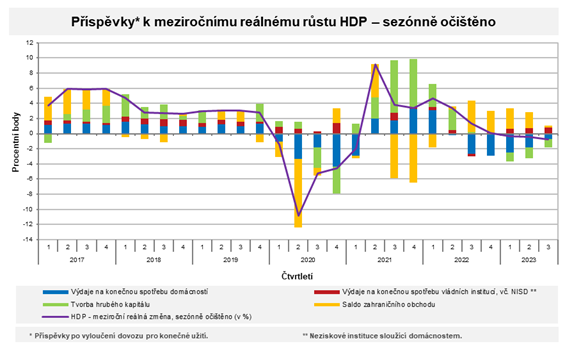 Příspěvky* k meziročnímu reálnému růstu HDP – sezónně očištěno
Procentní body
12
10
8
6
4
2
0
-2
-4
-6
-8
-10
-12
-14
1 2 3 4 1 2 3 4 1 2 3 4 1 2 3 4 1 2 3 4 1 2 3 4 1 2 3
2017 2018 2019 2020 2021 2022 2023
Čtvrtletí
Výdaje na konečnou spotřebu domácností
Výdaje na konečnou spotřebu vládních institucí, vč. NISD **
Tvorba hrubého kapitálu
Saldo zahraničního obchodu
HDP - meziroční reálná změna, sezónně očištěno (v %)
* Příspěvky po vyloučení dovozu pro konečné užití.
** Neziskové instituce sloužící domácnostem.